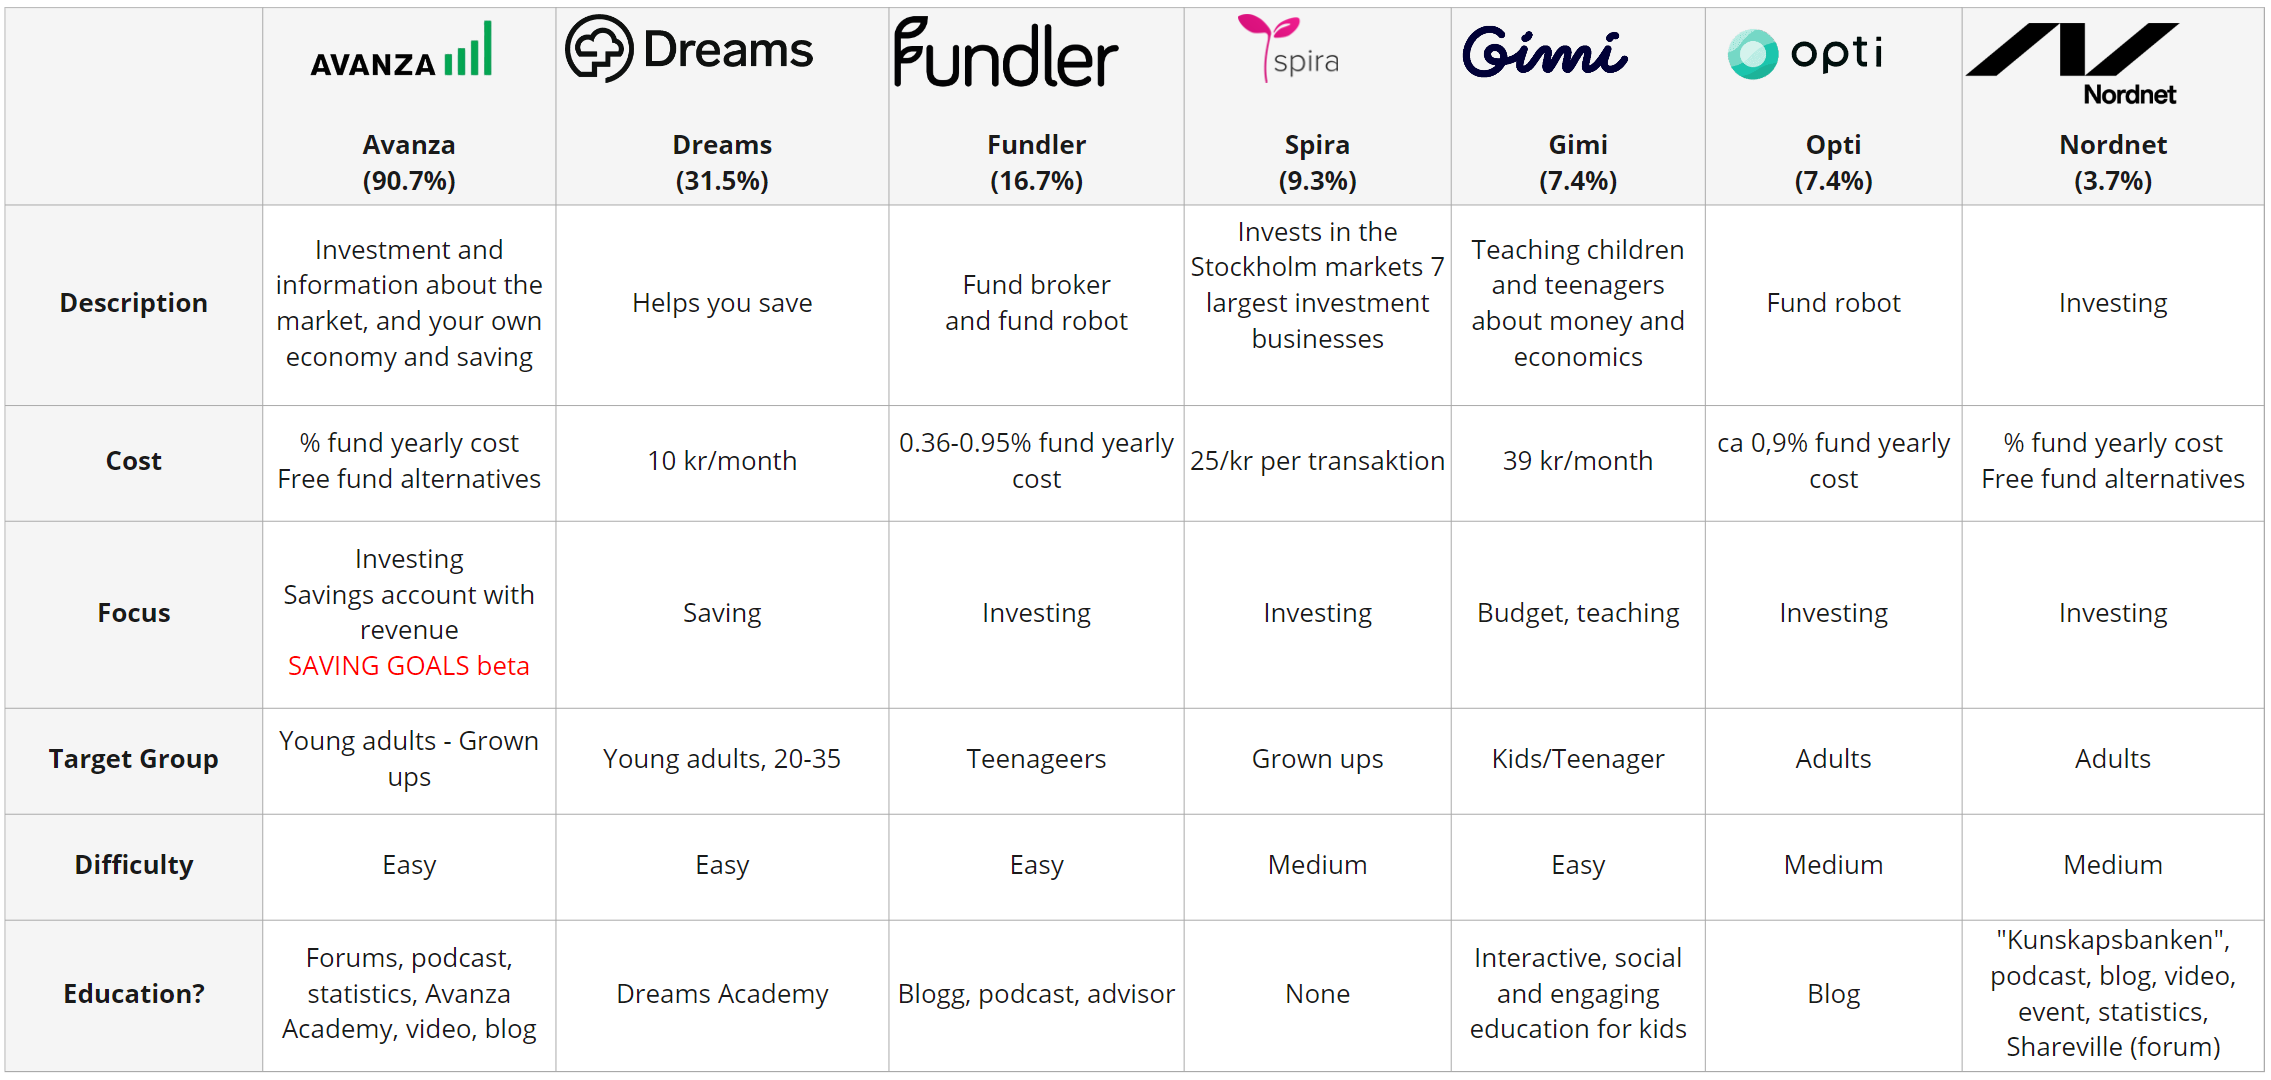 AVANZA
Dreams
Fundler
spira
Gimi
opti
Nordnet
Avanza
(90.7%)
Dreams
(31.5%)
Fundler
(16.7%)
Spira
(9.3%)
Gimi
(7.4%)
Opti
(7.4%)
Nordnet
(3.7%)
Description
Investment and
information about the
market, and your own
economy and saving
Helps you save
Fund broker
and fund robot
Invests in the
Stockholm markets 7
largest investment
businesses
Teaching children
and teenagers
about money and
economics
Fund robot
Investing
Cost
% fund yearly cost
Free fund alternatives
10 kr/month
0.36-0.95% fund yearly
cost
25/kr per transaktion
39 kr/month
ca 0,9% fund yearly
cost
% fund yearly cost
Free fund alternatives
Focus
Investing
Savings account with
revenue
SAVING GOALS beta
Saving
Investing
Investing
Budget, teaching
Investing
Investing
Target Group
Young adults - Grown
ups
Young adults, 20-35
Teenageers
Grown ups
Kids/Teenager
Adults
Adults
Difficulty
Easy
Easy
Easy
Medium
Easy
Medium
Medium
Education?
Forums, podcast,
statistics, Avanza
Academy, video, blog
Dreams Academy
Blogg, podcast, advisor
None
Interactive, social
and engaging
education for kids
Blog
"Kunskapsbanken",
podcast, blog, video,
event, statistics,
Shareville (forum)